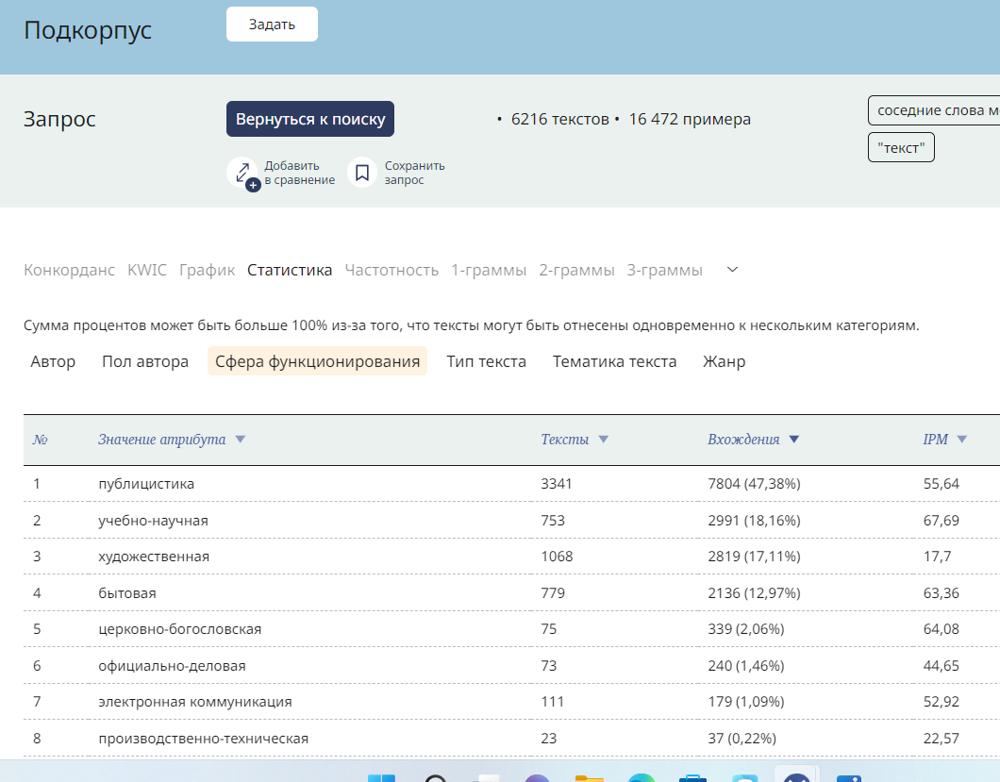 Подкорпус
Задать
Запрос
Вернуться к поиску
• 6216 текстов • 16 472 примера
соседние слова
"текст"
Добавить
в сравнение
Сохранить
запрос
Конкорданс KWIC График Статистика Частотность 1-граммы 2-граммы 3-граммы
Сумма процентов может быть больше 100% из-за того, что тексты могут быть отнесены одновременно к нескольким категориям.
Автор Пол автора Сфера функционирования Тип текста Тематика текста Жанр
№ Значение атрибута Тексты Вхождения IPM
1 публицистика 3341 7804 (47,38%) 55,64
2 учебно-научная 753 2991 (18,16%) 67,69
3 художественная 1068 2819 (17,11%) 17,7
4 бытовая 779 2136 (12,97%) 63,36
5 церковно-богословская 75 339 (2,06%) 64,08
6 официально-деловая 73 240 (1,46%) 44,65
7 электронная коммуникация 111 179 (1,09%) 52,92
8 производственно-техническая 23 37 (0,22%) 22,57